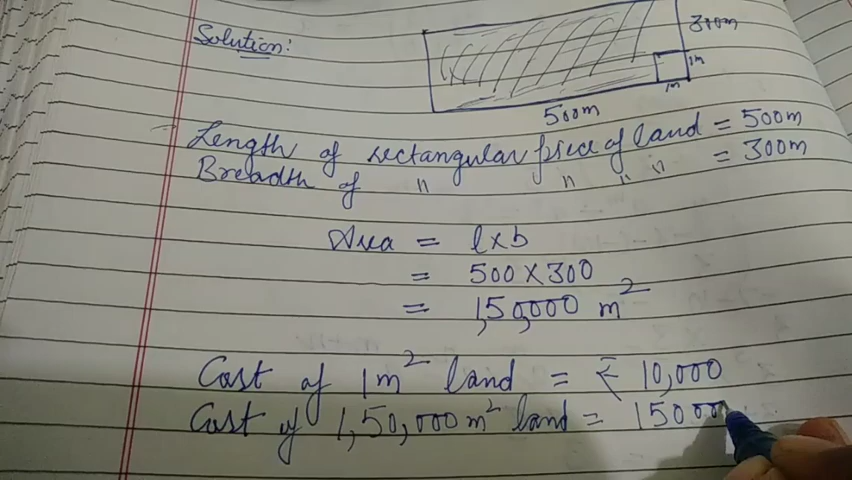 Solution:
300m
1m
1m
500m
Length of rectangular piece of land = 500m
Breadth of " " " " = 300m
Area = l×b
= 500×300
= 1,50,000 m²
Cost of 1m² land = ₹ 10,000
Cost of 1,50,000 m² land = 15000